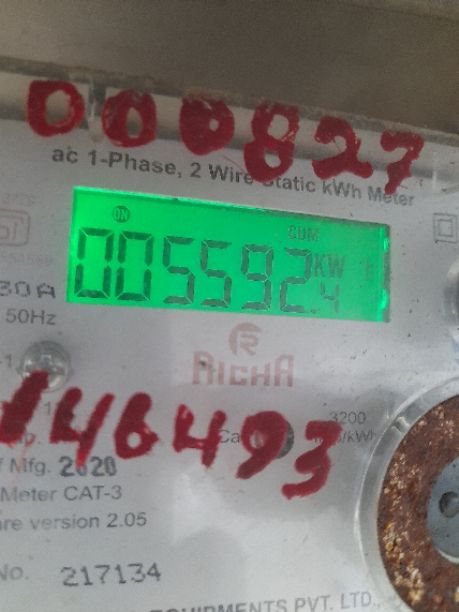 000827
ac 1-Phase, 2 Wire Static kWh Meter
ON
CUM
005592.4
KW
30A
50Hz
R
RICHA
3200
146493
Mfg. 2020
Meter CAT-3
version 2.05
No. 217134
EQUIPMENTS PVT. LTD.